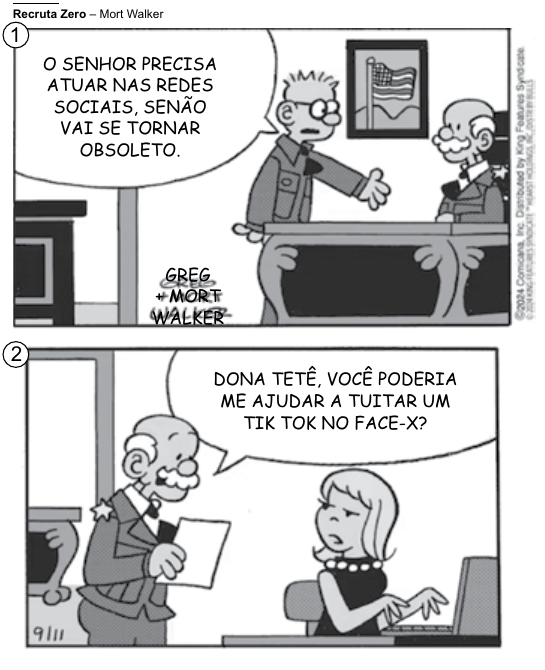 Recruta Zero – Mort Walker
1
O SENHOR PRECISA
ATUAR NAS REDES
SOCIAIS, SENÃO
VAI SE TORNAR
OBSOLETO.
GREG
+ MORT
WALKER
©2024 Comicana, Inc. Distributed by King Features Syndicate.
2
DONA TETÊ, VOCÊ PODERIA
ME AJUDAR A TUITAR UM
TIK TOK NO FACE-X?
9/11